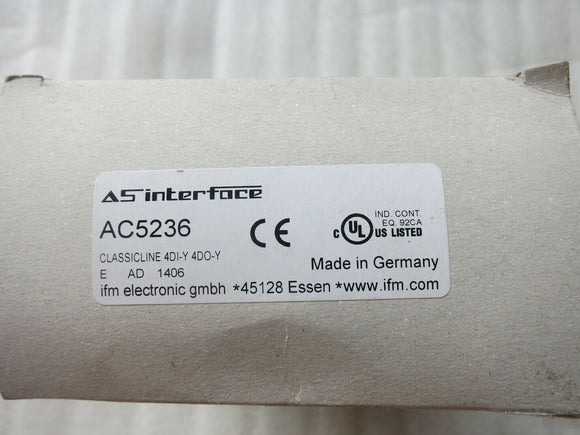 AS interface
AC5236
CE
C UL US LISTED
IND. CONT.
EQ. 92CA
CLASSICLINE 4DI-Y 4DO-Y
E AD 1406
Made in Germany
ifm electronic gmbh *45128 Essen *www.ifm.com